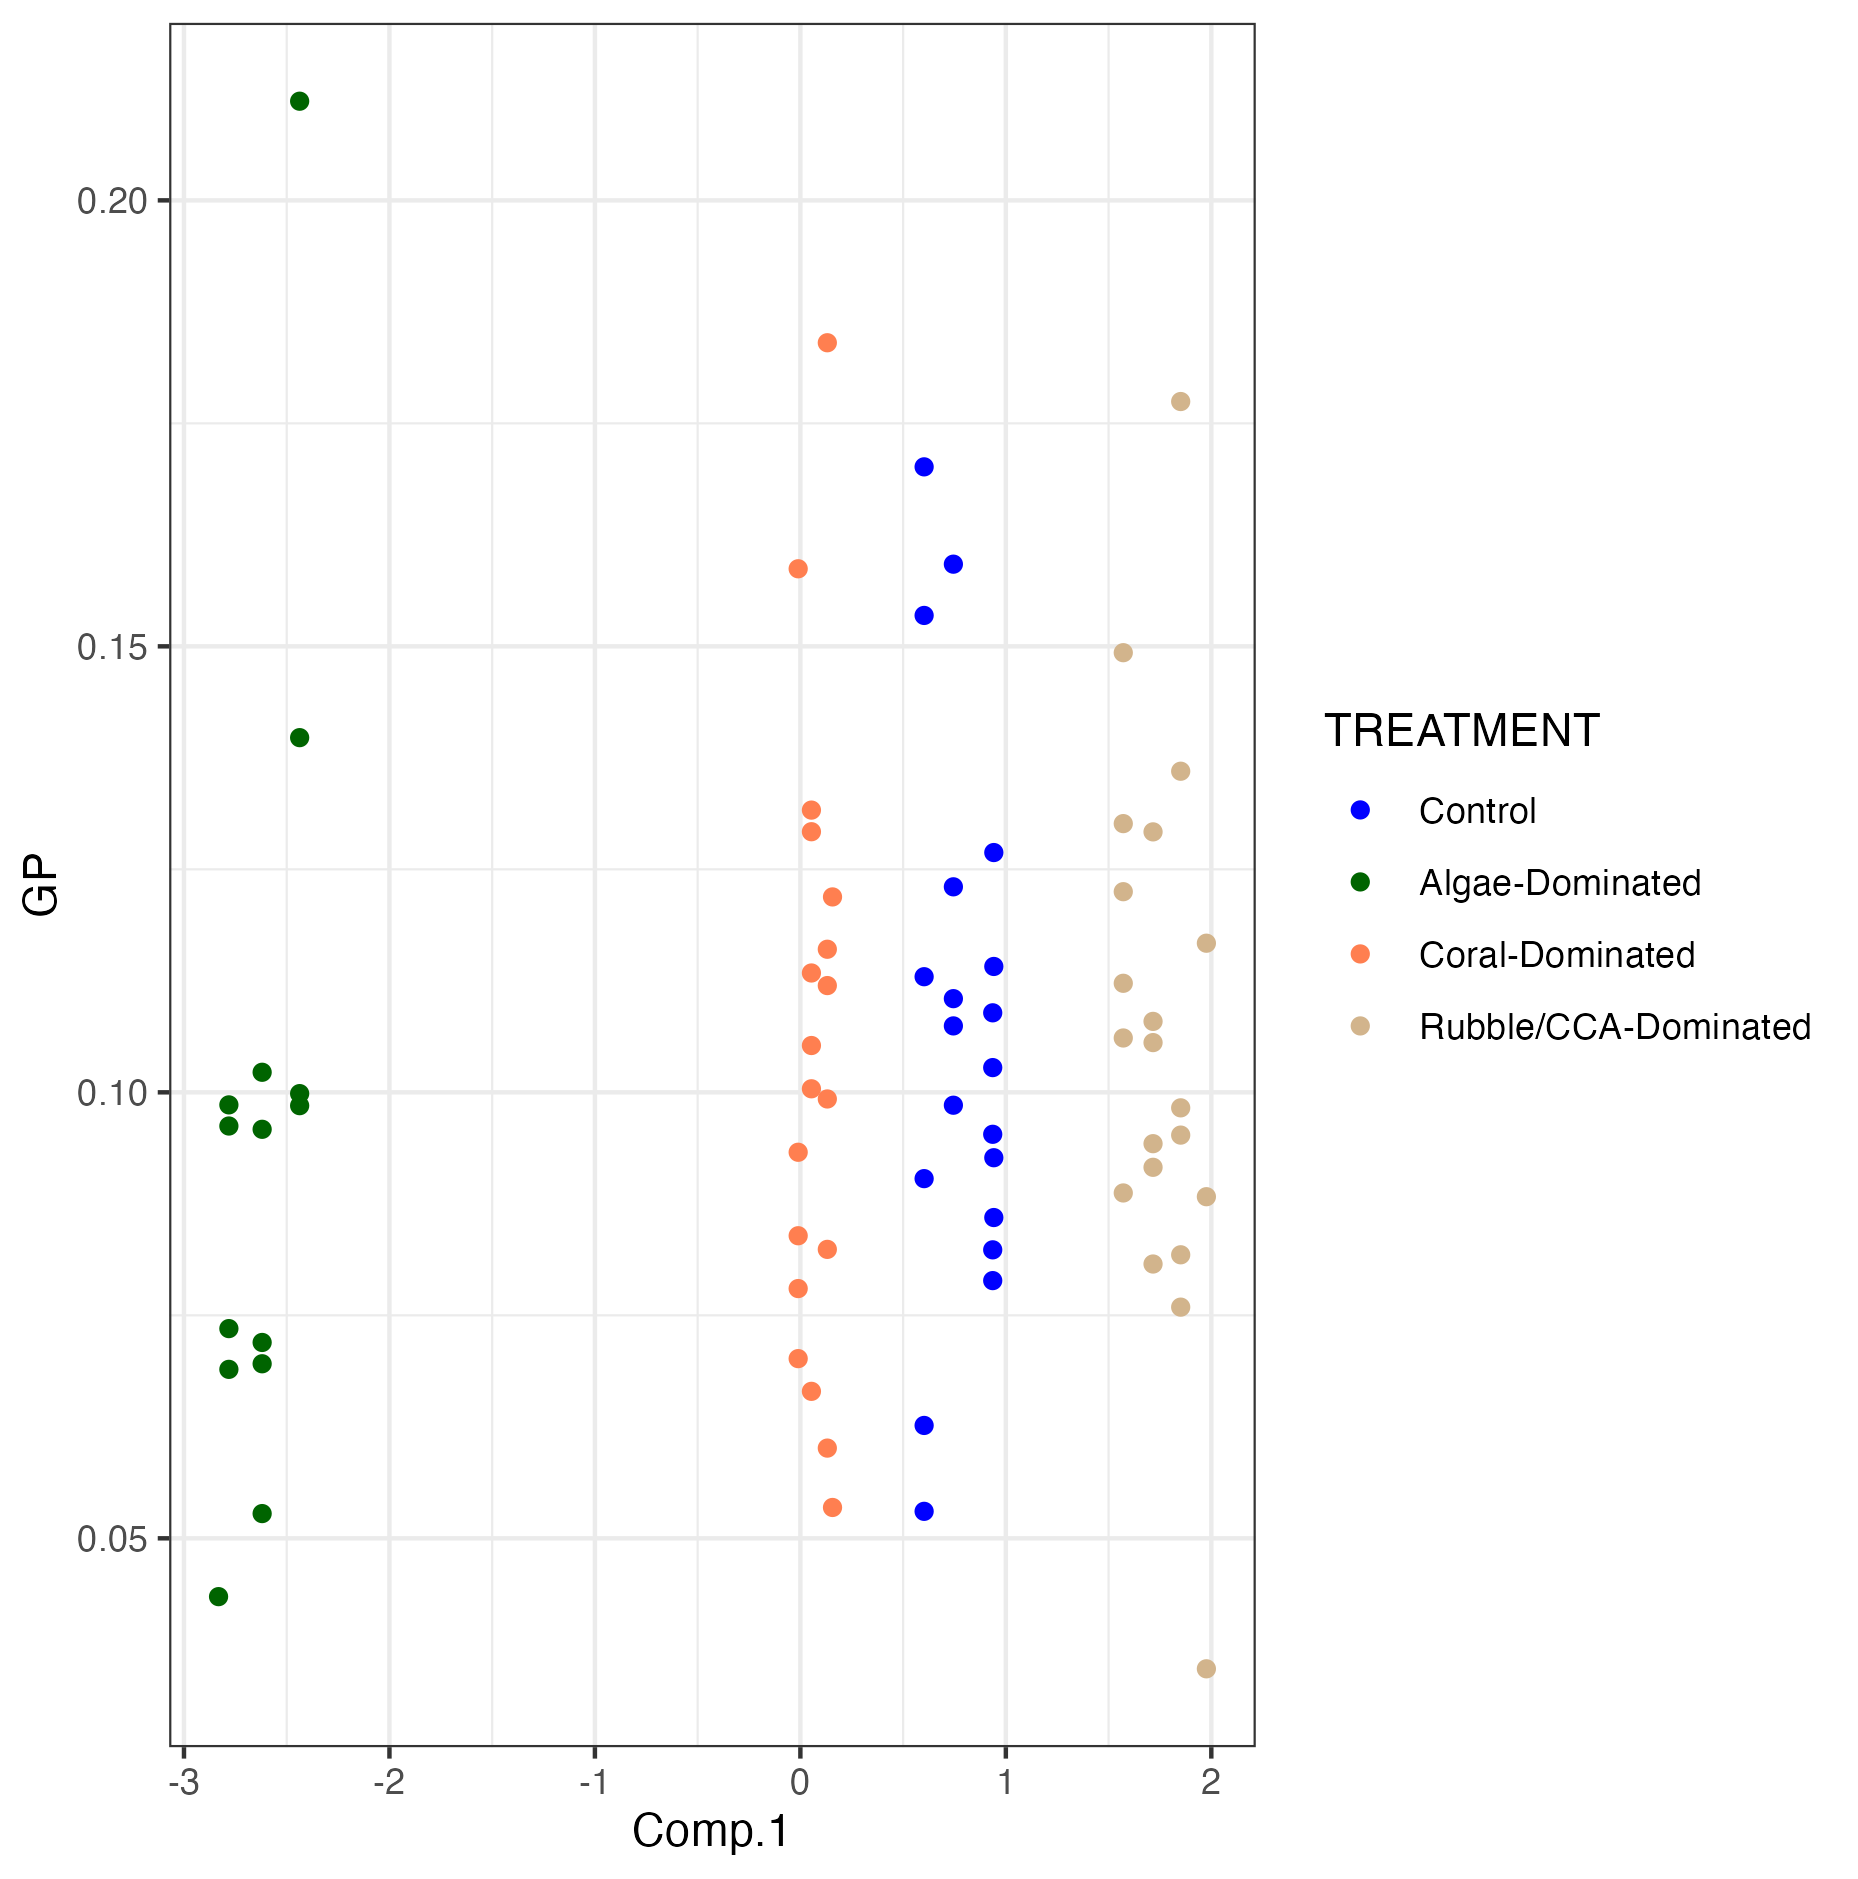 0.20
0.15
0.10
0.05
GP
-3 -2 -1 0 1 2
Comp.1
TREATMENT
Control
Algae-Dominated
Coral-Dominated
Rubble/CCA-Dominated